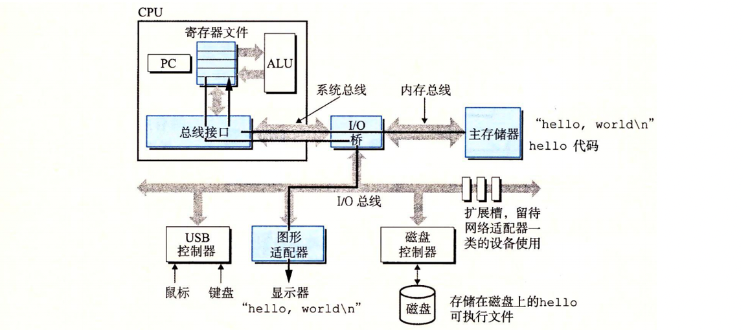 CPU
寄存器文件
PC
ALU
系统总线
内存总线
总线接口
I/O
桥
主存储器
“hello, world\n”
hello 代码
I/O 总线
扩展槽，留待
网络适配器一
类的设备使用
USB
控制器
图形
适配器
磁盘
控制器
鼠标
键盘
显示器
“hello, world\n”
磁盘
存储在磁盘上的hello
可执行文件